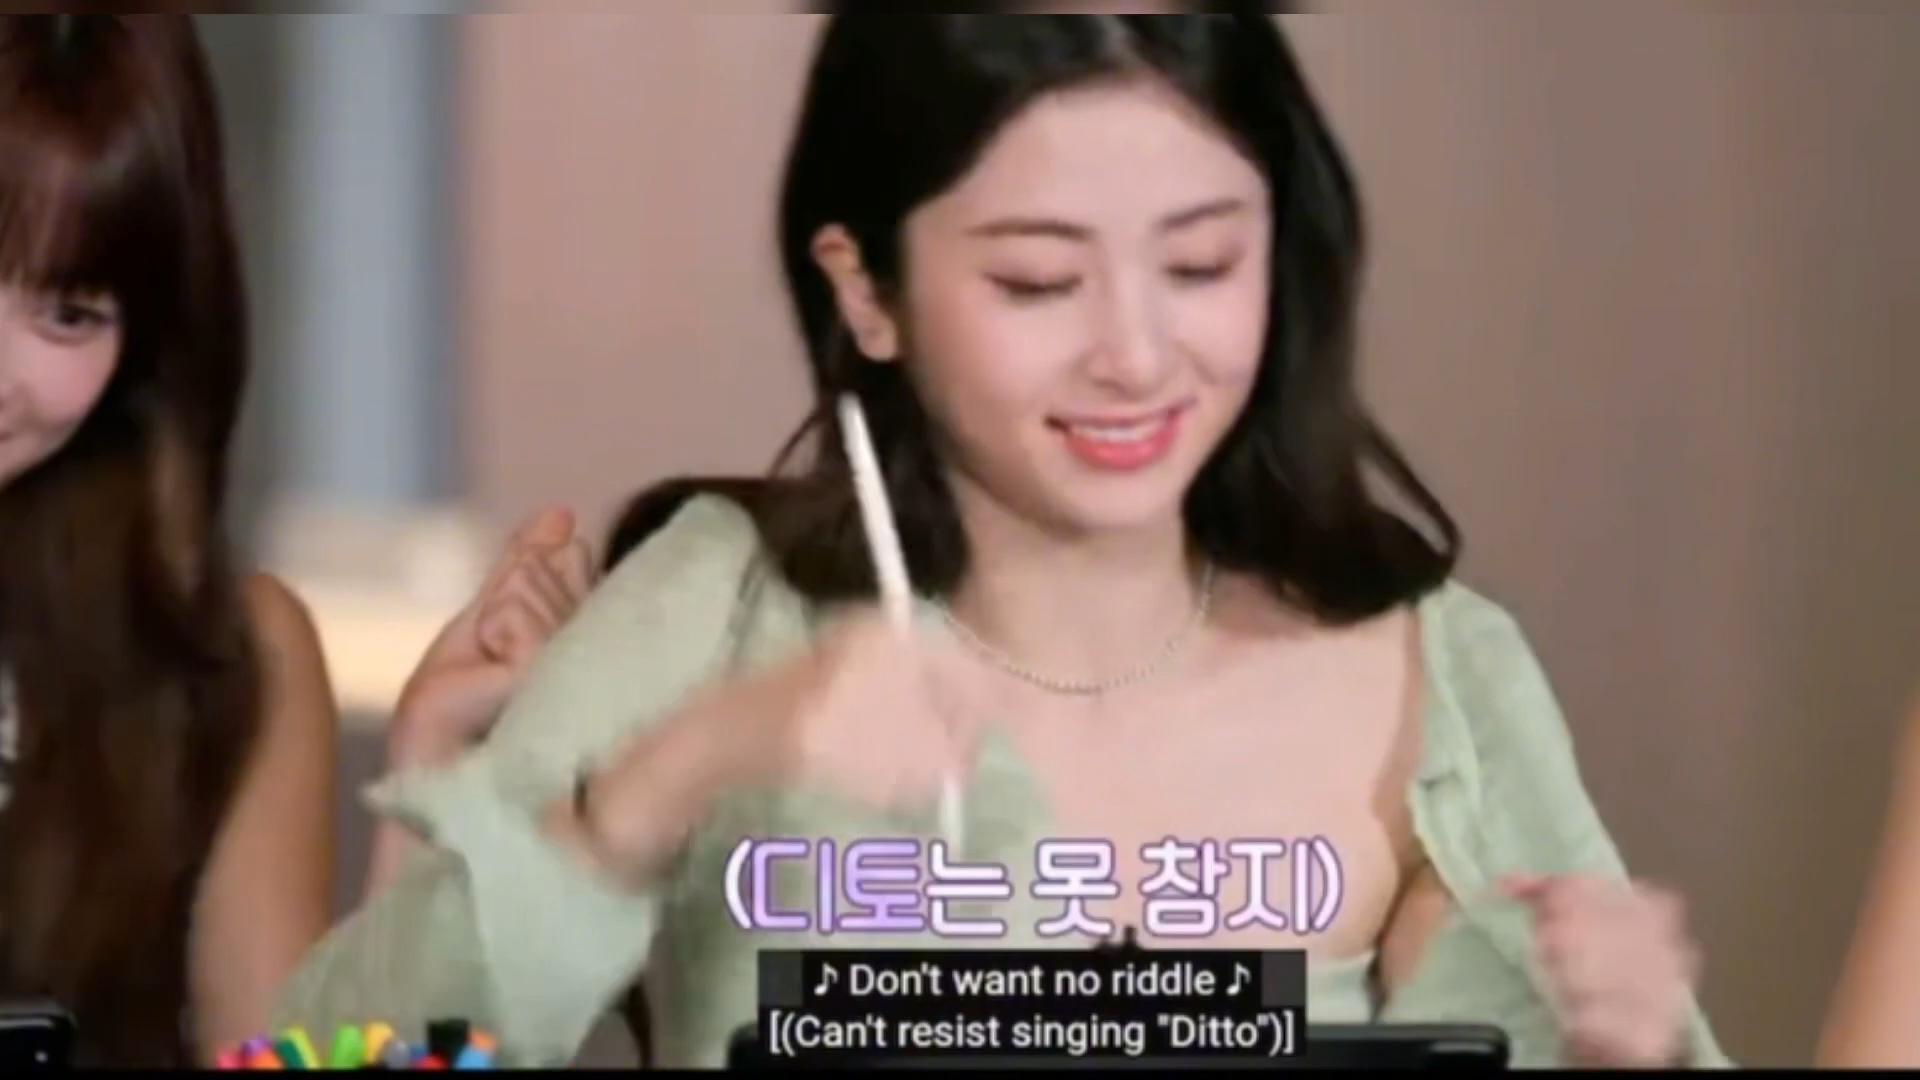 (디토는 못 참지)
♪ Don't want no riddle ♪
[(Can't resist singing "Ditto")]